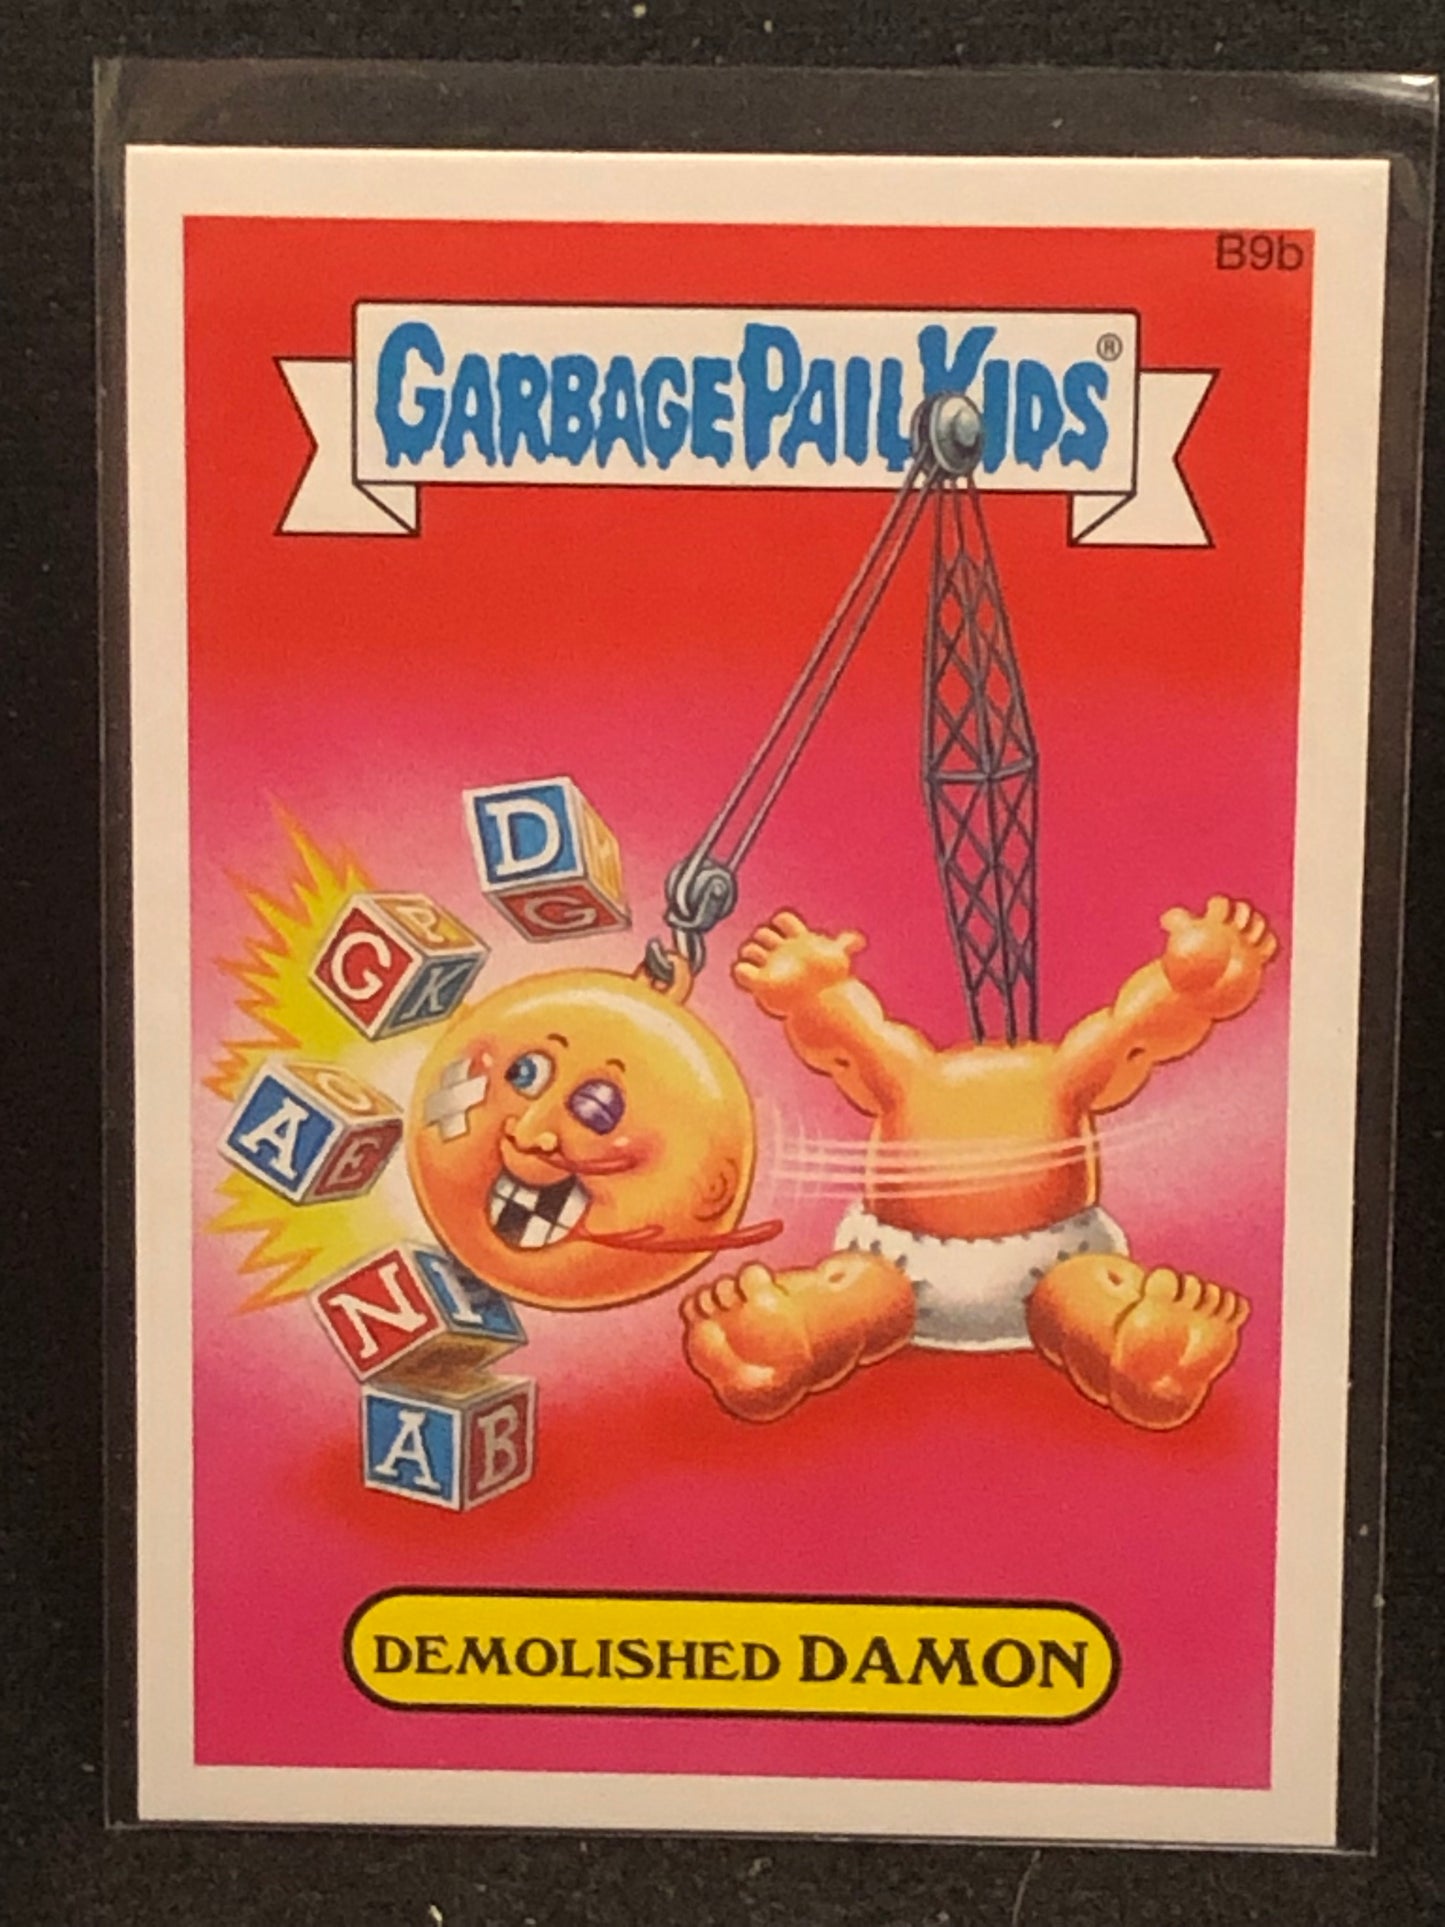 B9b
GARBAGE PAIL KIDS®
D
G
P
G K
A E
N I
A B
DEMOLISHED DAMON